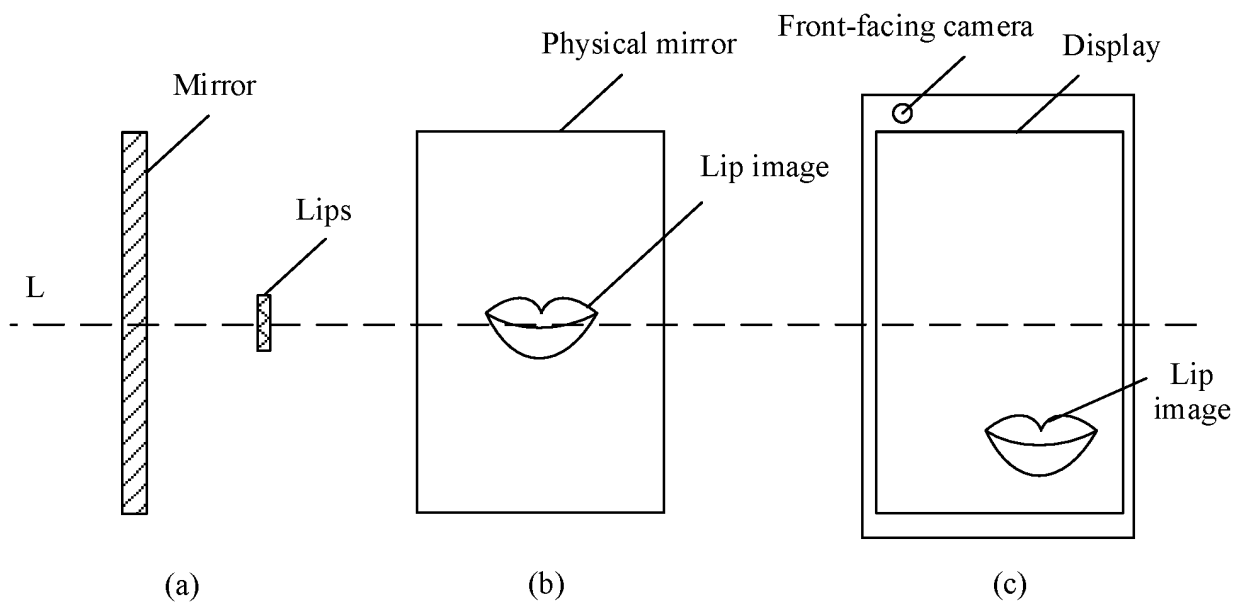 Front-facing camera
Physical mirror
Display
Mirror
Lip image
Lips
L
Lip
image
(a)
(b)
(c)